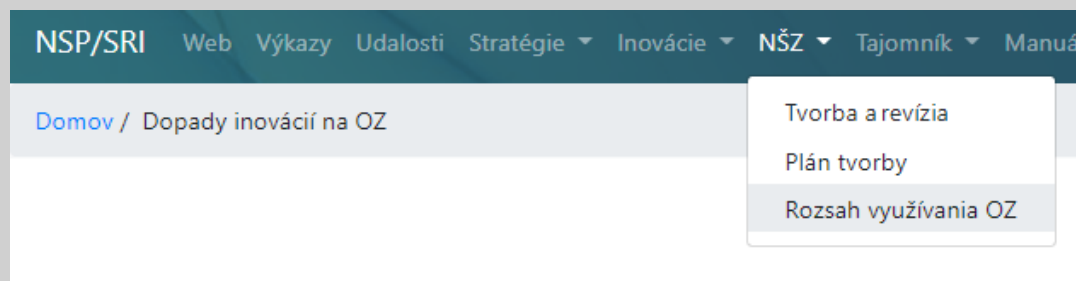 NSP/SRI Web Výkazy Udalosti Stratégie Inovácie NŠZ Tajomník
Domov / Dopady inovácií na OZ
Tvorba a revízia
Plán tvorby
Rozsah využívania OZ